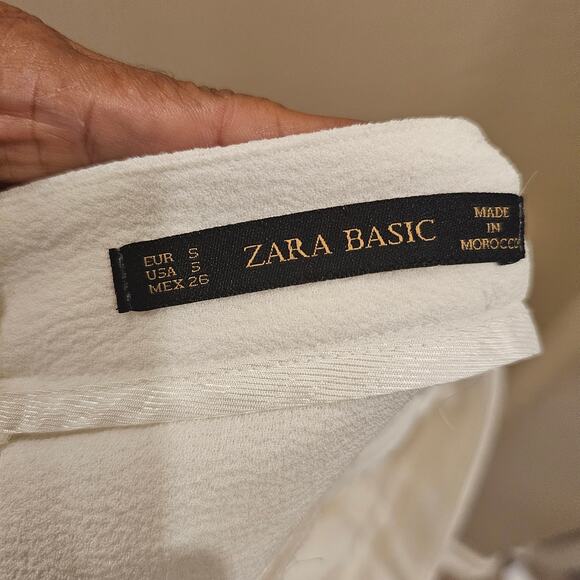 EUR S
USA S
MEX 26
ZARA BASIC
MADE
IN
MOROCCO